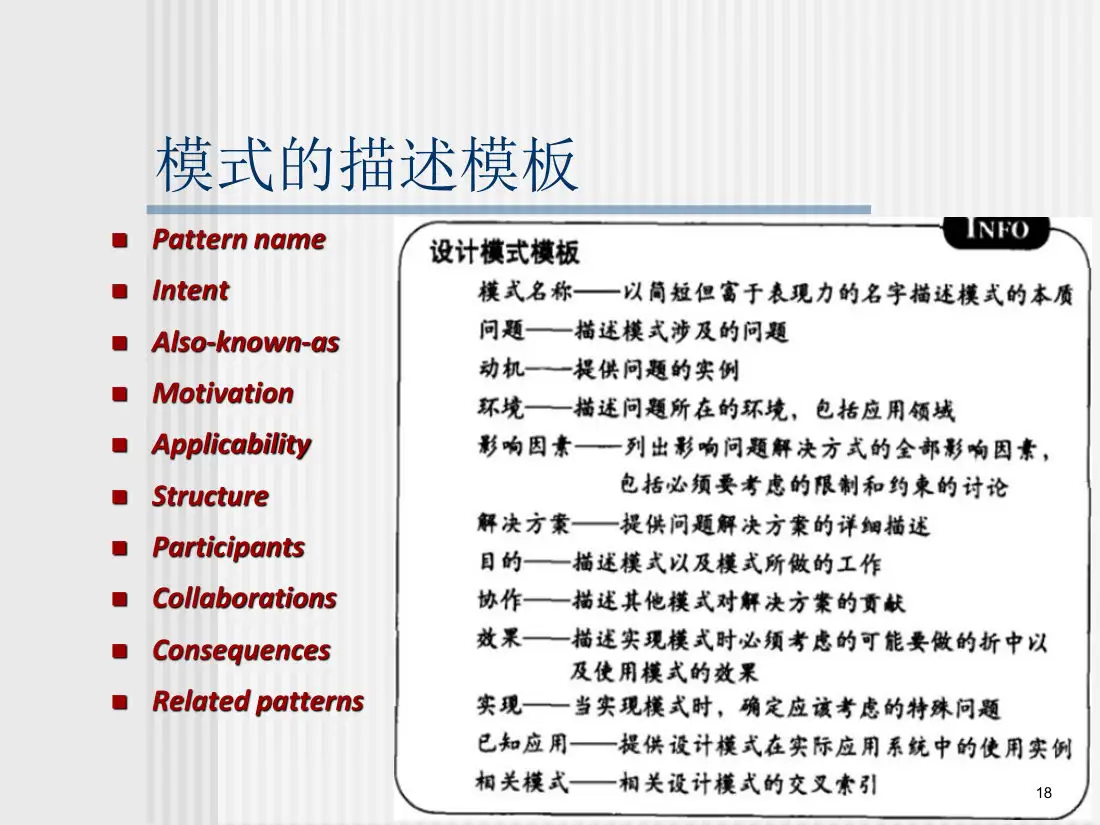 模式的描述模板
Pattern name
Intent
Also-known-as
Motivation
Applicability
Structure
Participants
Collaborations
Consequences
Related patterns
INFO
设计模式模板
模式名称——以简短但富于表现力的名字描述模式的本质
问题——描述模式涉及的问题
动机——提供问题的实例
环境——描述问题所在的环境，包括应用领域
影响因素——列出影响问题解决方式的全部影响因素，
包括必须要考虑的限制和约束的讨论
解决方案——提供问题解决方案的详细描述
目的——描述模式以及模式所做的工作
协作——描述其他模式对解决方案的贡献
效果——描述实现模式时必须考虑的可能要做的折中以
及使用模式的效果
实现——当实现模式时，确定应该考虑的特殊问题
已知应用——提供设计模式在实际应用系统中的使用实例
相关模式——相关设计模式的交叉索引
18